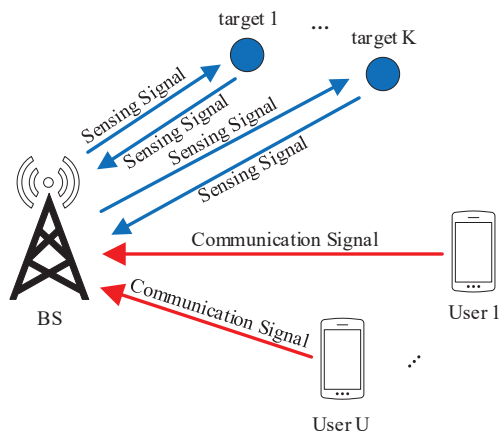 target 1
...
target K
Sensing Signal
Sensing Signal
Sensing Signal
Sensing Signal
Communication Signal
Communication Signal
BS
User 1
...
User U